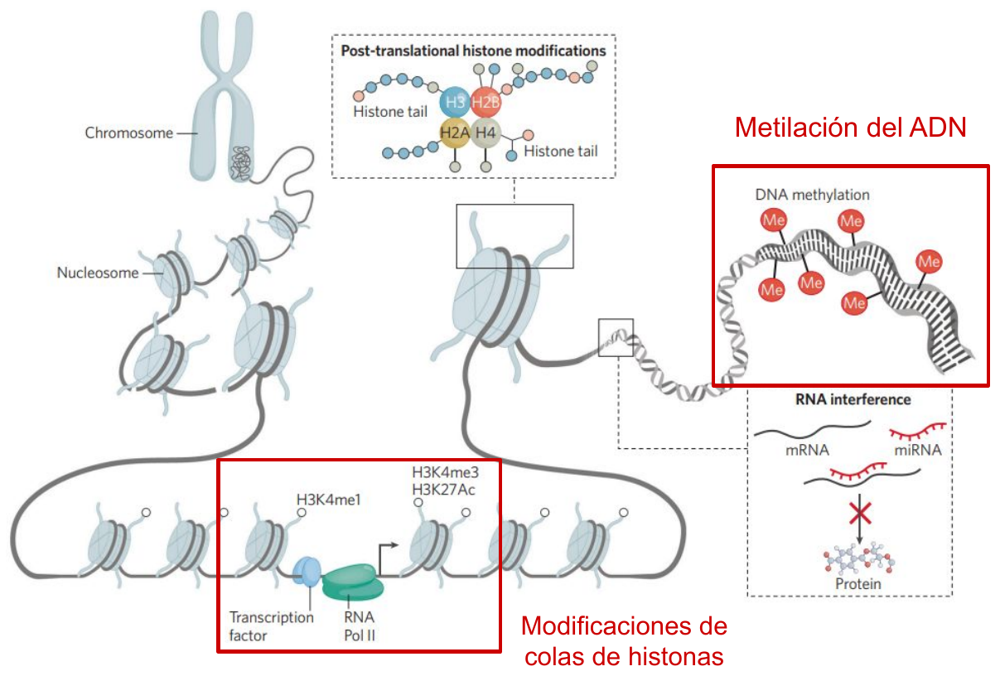 Post-translational histone modifications
H3
H2B
Histone tail
H2A
H4
Histone tail
Chromosome
Metilación del ADN
DNA methylation
Me
Me
Me
Me
Me
Me
Nucleosome
RNA interference
mRNA
miRNA
Protein
H3K4me3
H3K27Ac
H3K4me1
Transcription
factor
RNA
Pol II
Modificaciones de
colas de histonas